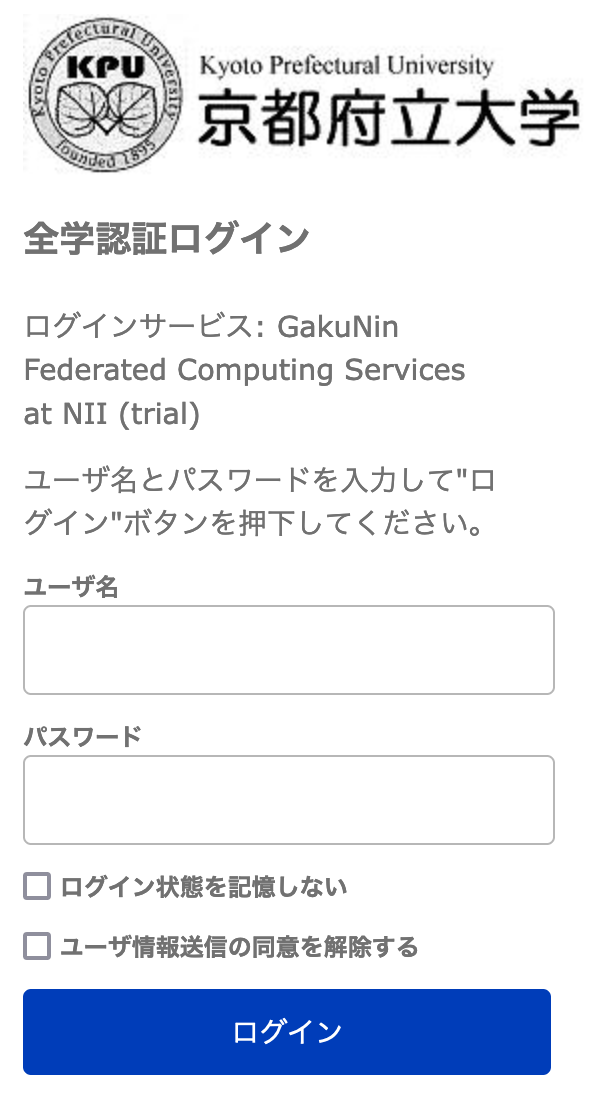 Kyoto Prefectural University
KPU
founded 1895
Kyoto Prefectural University
京都府立大学
全学認証ログイン
ログインサービス: GakuNin
Federated Computing Services
at NII (trial)
ユーザ名とパスワードを入力して"ロ
グイン"ボタンを押下してください。
ユーザ名
パスワード
ログイン状態を記憶しない
ユーザ情報送信の同意を解除する
ログイン